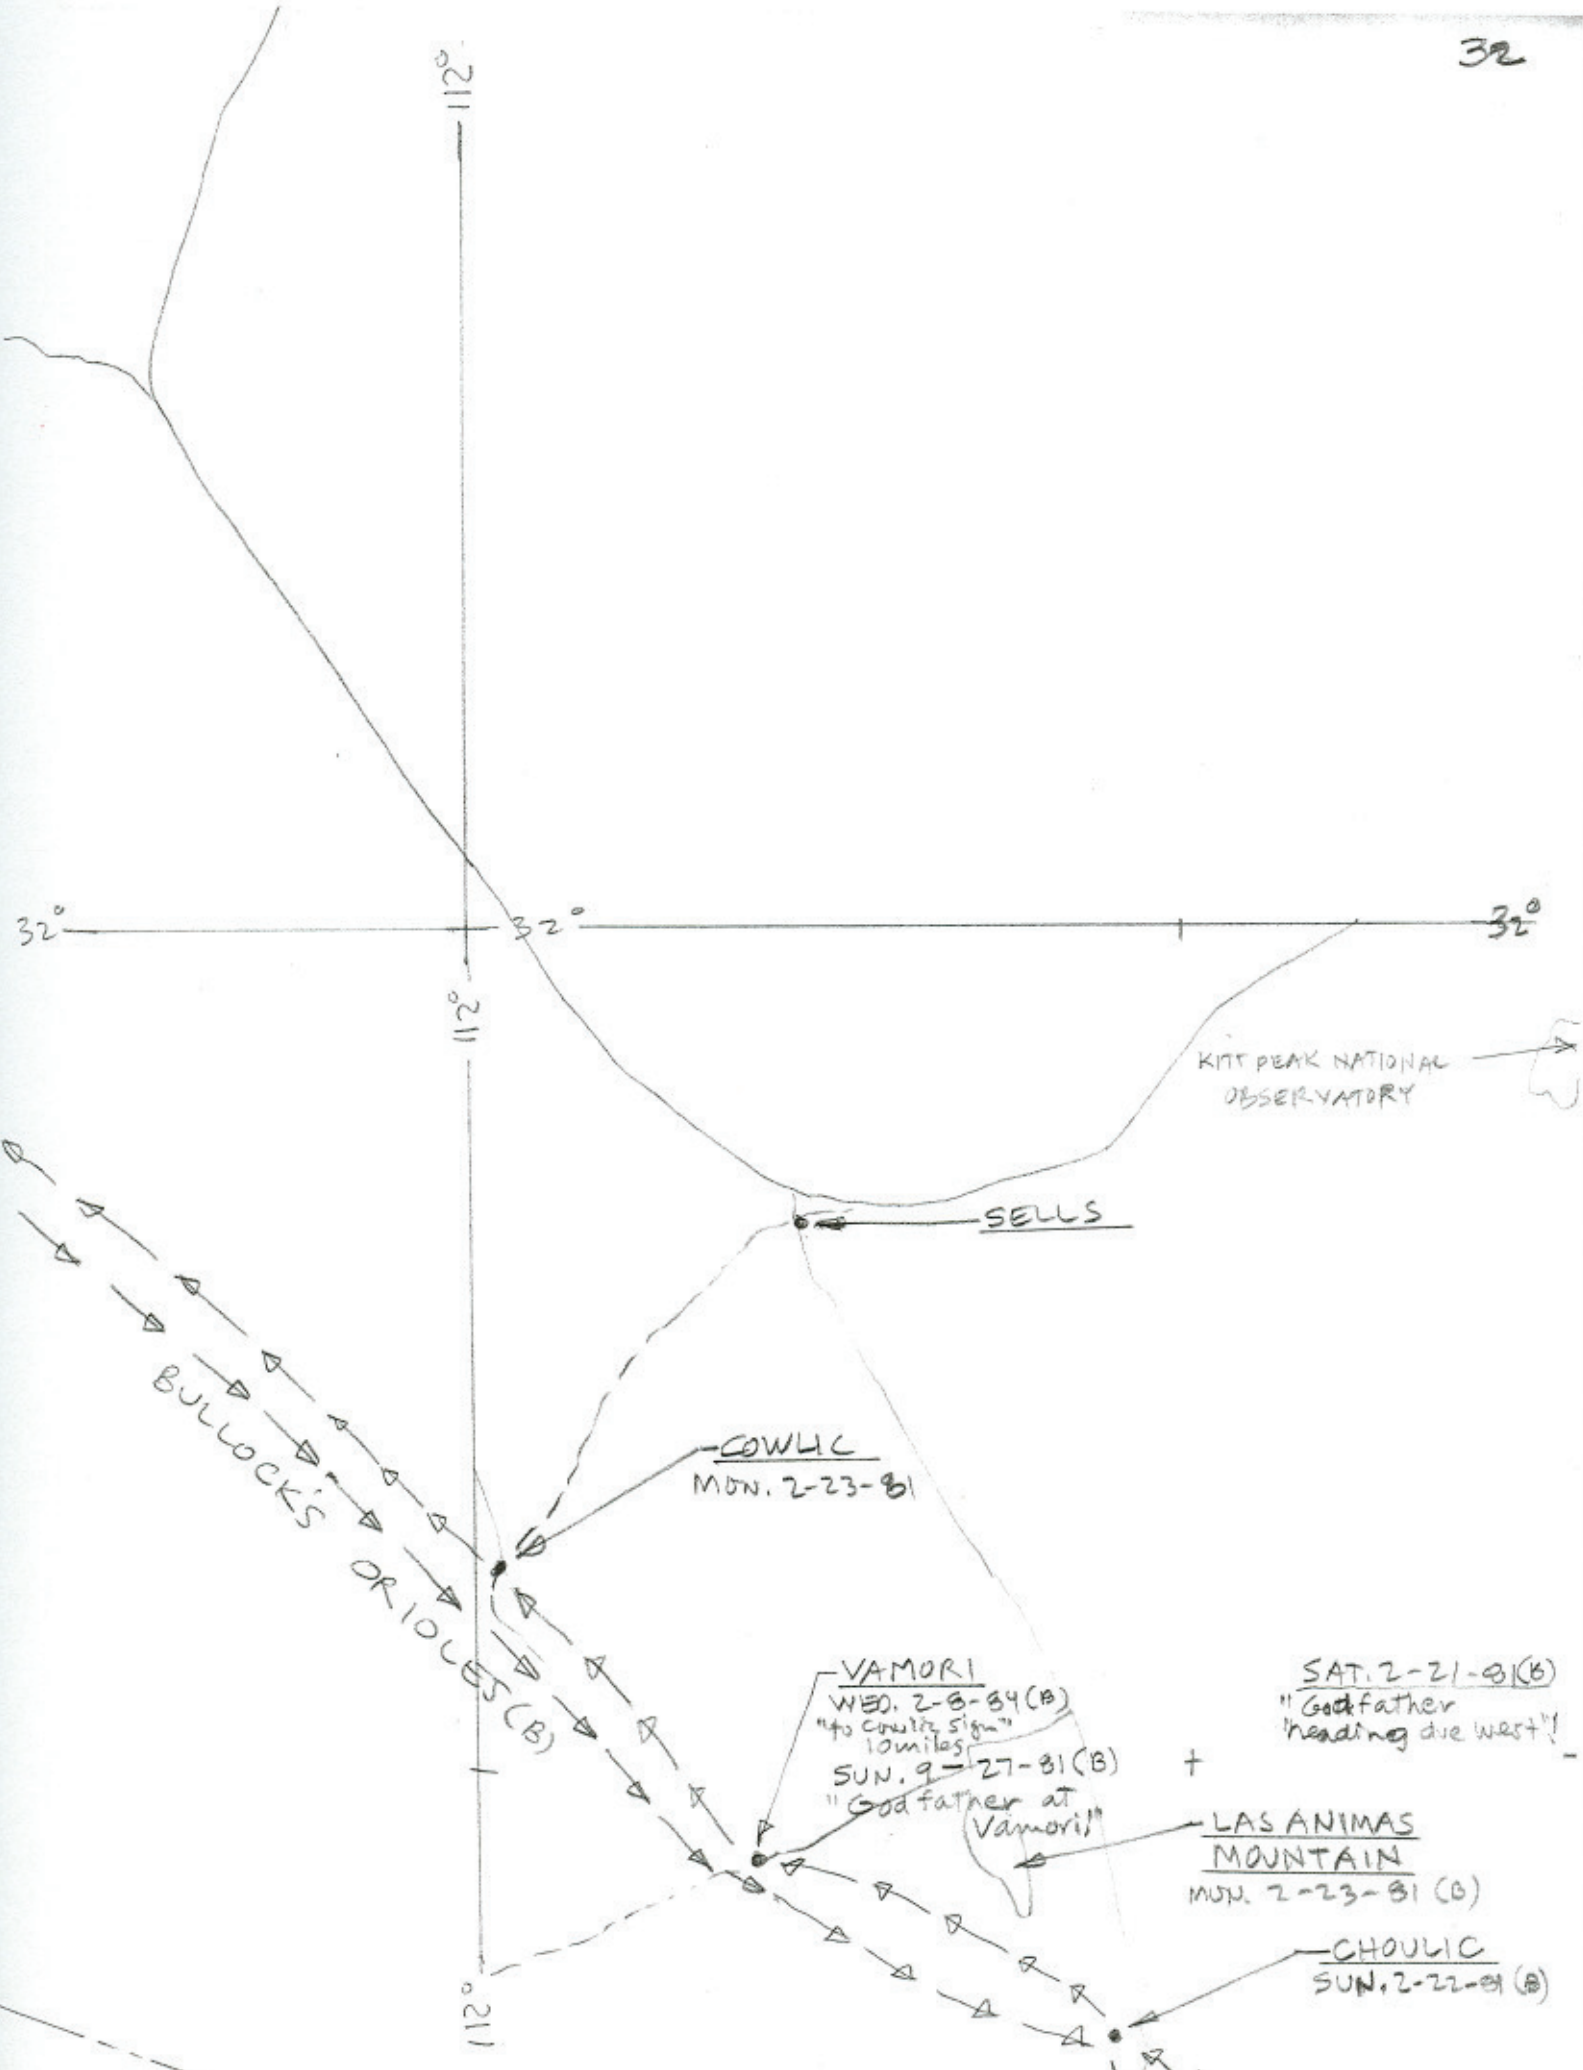 32
112°
32°
32°
32°
112°
KITT PEAK NATIONAL
OBSERVATORY
SELLS
COWLIC
MON. 2-23-81
BULLOCK'S ORIOLES (B)
VAMORI
WED. 2-8-84 (B)
"to Cowlic sign"
10 miles
SUN. 9-27-81 (B)
"Godfather at
Vamori!"
SAT. 2-21-81 (B)
"Godfather
"heading due west"!
LAS ANIMAS
MOUNTAIN
MON. 2-23-81 (B)
CHOULIC
SUN. 2-22-81 (B)
112°